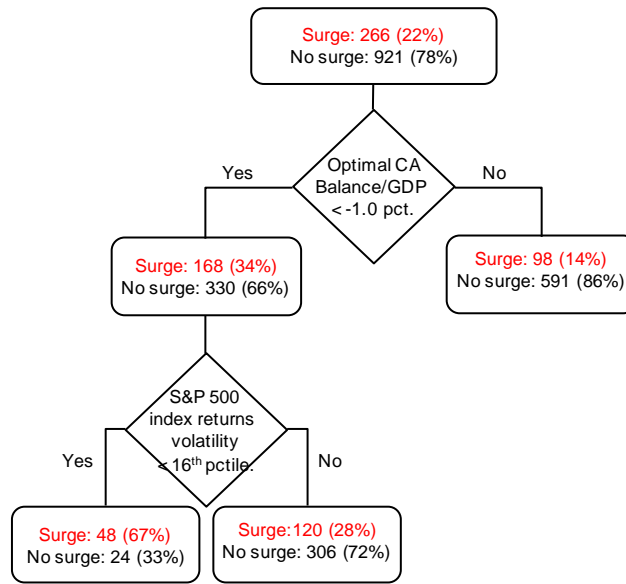 Surge: 266 (22%)
No surge: 921 (78%)
Yes
Optimal CA
Balance/GDP
< -1.0 pct.
No
Surge: 168 (34%)
No surge: 330 (66%)
Surge: 98 (14%)
No surge: 591 (86%)
S&P 500
index returns
volatility
< 16th pctile.
Yes
No
Surge: 48 (67%)
No surge: 24 (33%)
Surge:120 (28%)
No surge: 306 (72%)